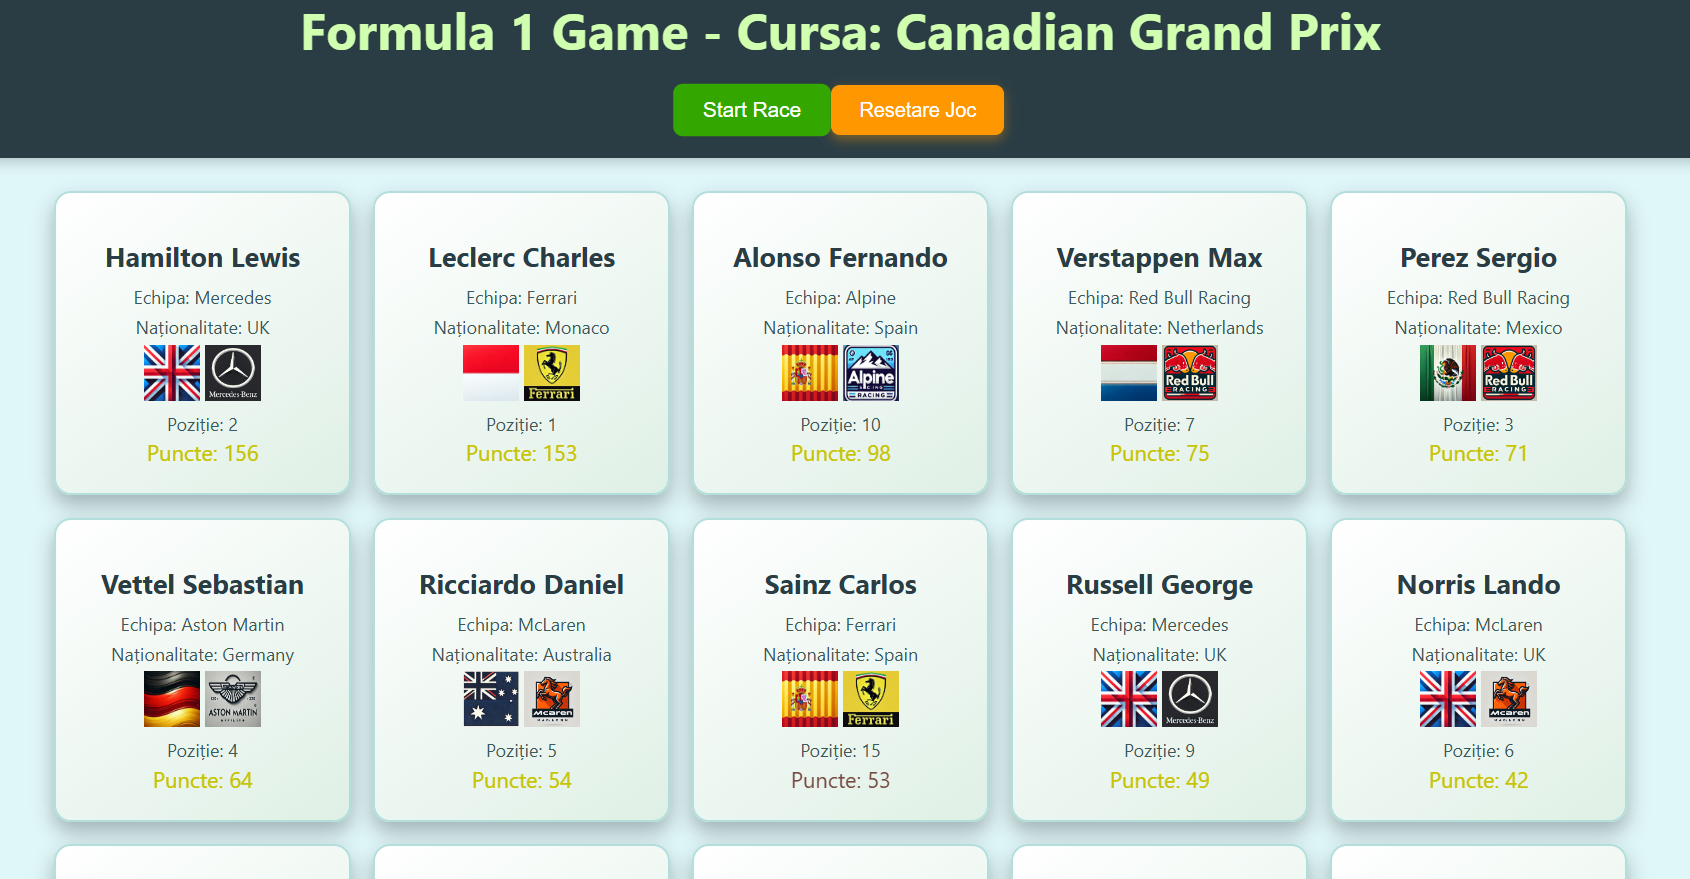 Formula 1 Game - Cursa: Canadian Grand Prix
Start Race
Resetare Joc
Hamilton Lewis
Echipa: Mercedes
Naționalitate: UK
Mercedes-Benz
Poziție: 2
Puncte: 156
Leclerc Charles
Echipa: Ferrari
Naționalitate: Monaco
Ferrari
Poziție: 1
Puncte: 153
Alonso Fernando
Echipa: Alpine
Naționalitate: Spain
Alpine
RACING
Poziție: 10
Puncte: 98
Verstappen Max
Echipa: Red Bull Racing
Naționalitate: Netherlands
Red Bull
RACING
Poziție: 7
Puncte: 75
Perez Sergio
Echipa: Red Bull Racing
Naționalitate: Mexico
Red Bull
RACING
Poziție: 3
Puncte: 71
Vettel Sebastian
Echipa: Aston Martin
Naționalitate: Germany
ASTON MARTIN
Poziție: 4
Puncte: 64
Ricciardo Daniel
Echipa: McLaren
Naționalitate: Australia
Mcaren
Poziție: 5
Puncte: 54
Sainz Carlos
Echipa: Ferrari
Naționalitate: Spain
Ferrari
Poziție: 15
Puncte: 53
Russell George
Echipa: Mercedes
Naționalitate: UK
Mercedes-Benz
Poziție: 9
Puncte: 49
Norris Lando
Echipa: McLaren
Naționalitate: UK
Mcaren
Poziție: 6
Puncte: 42